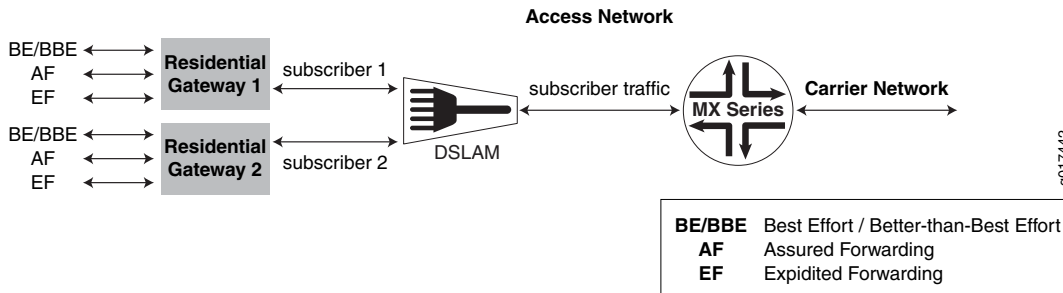 Access Network
BE/BBE
AF
EF
Residential
Gateway 1
subscriber 1
BE/BBE
AF
EF
Residential
Gateway 2
subscriber 2
DSLAM
subscriber traffic
MX Series
Carrier Network
g017443
BE/BBE Best Effort / Better-than-Best Effort
AF Assured Forwarding
EF Expidited Forwarding